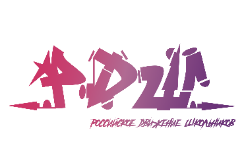 РДШ
РОССИЙСКОЕ ДВИЖЕНИЕ ШКОЛЬНИКОВ